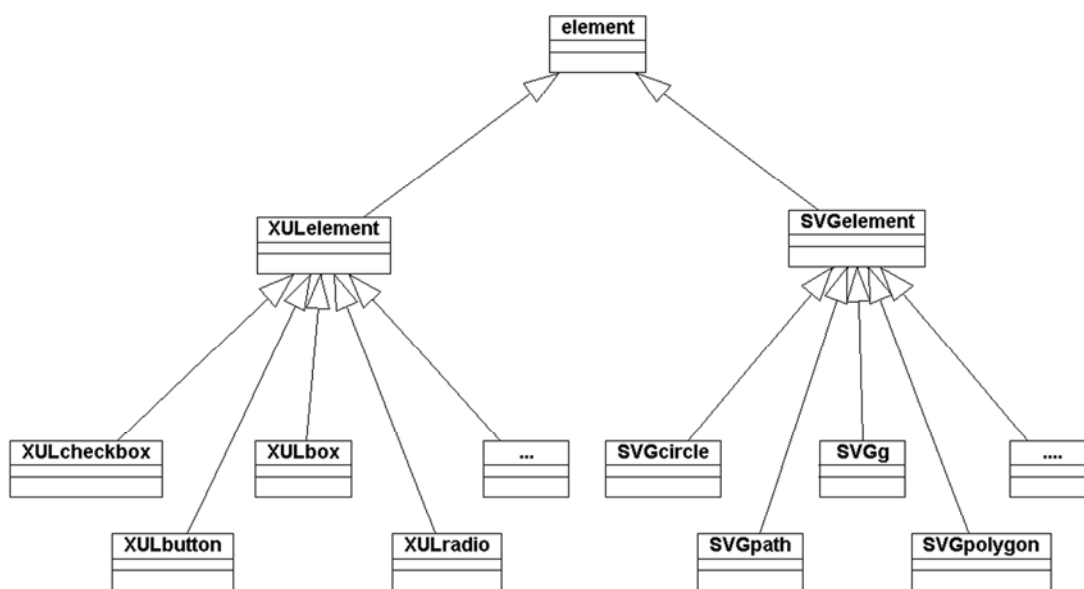 element
XULelement
SVGelement
XULcheckbox
XULbox
...
SVGcircle
SVGg
....
XULbutton
XULradio
SVGpath
SVGpolygon